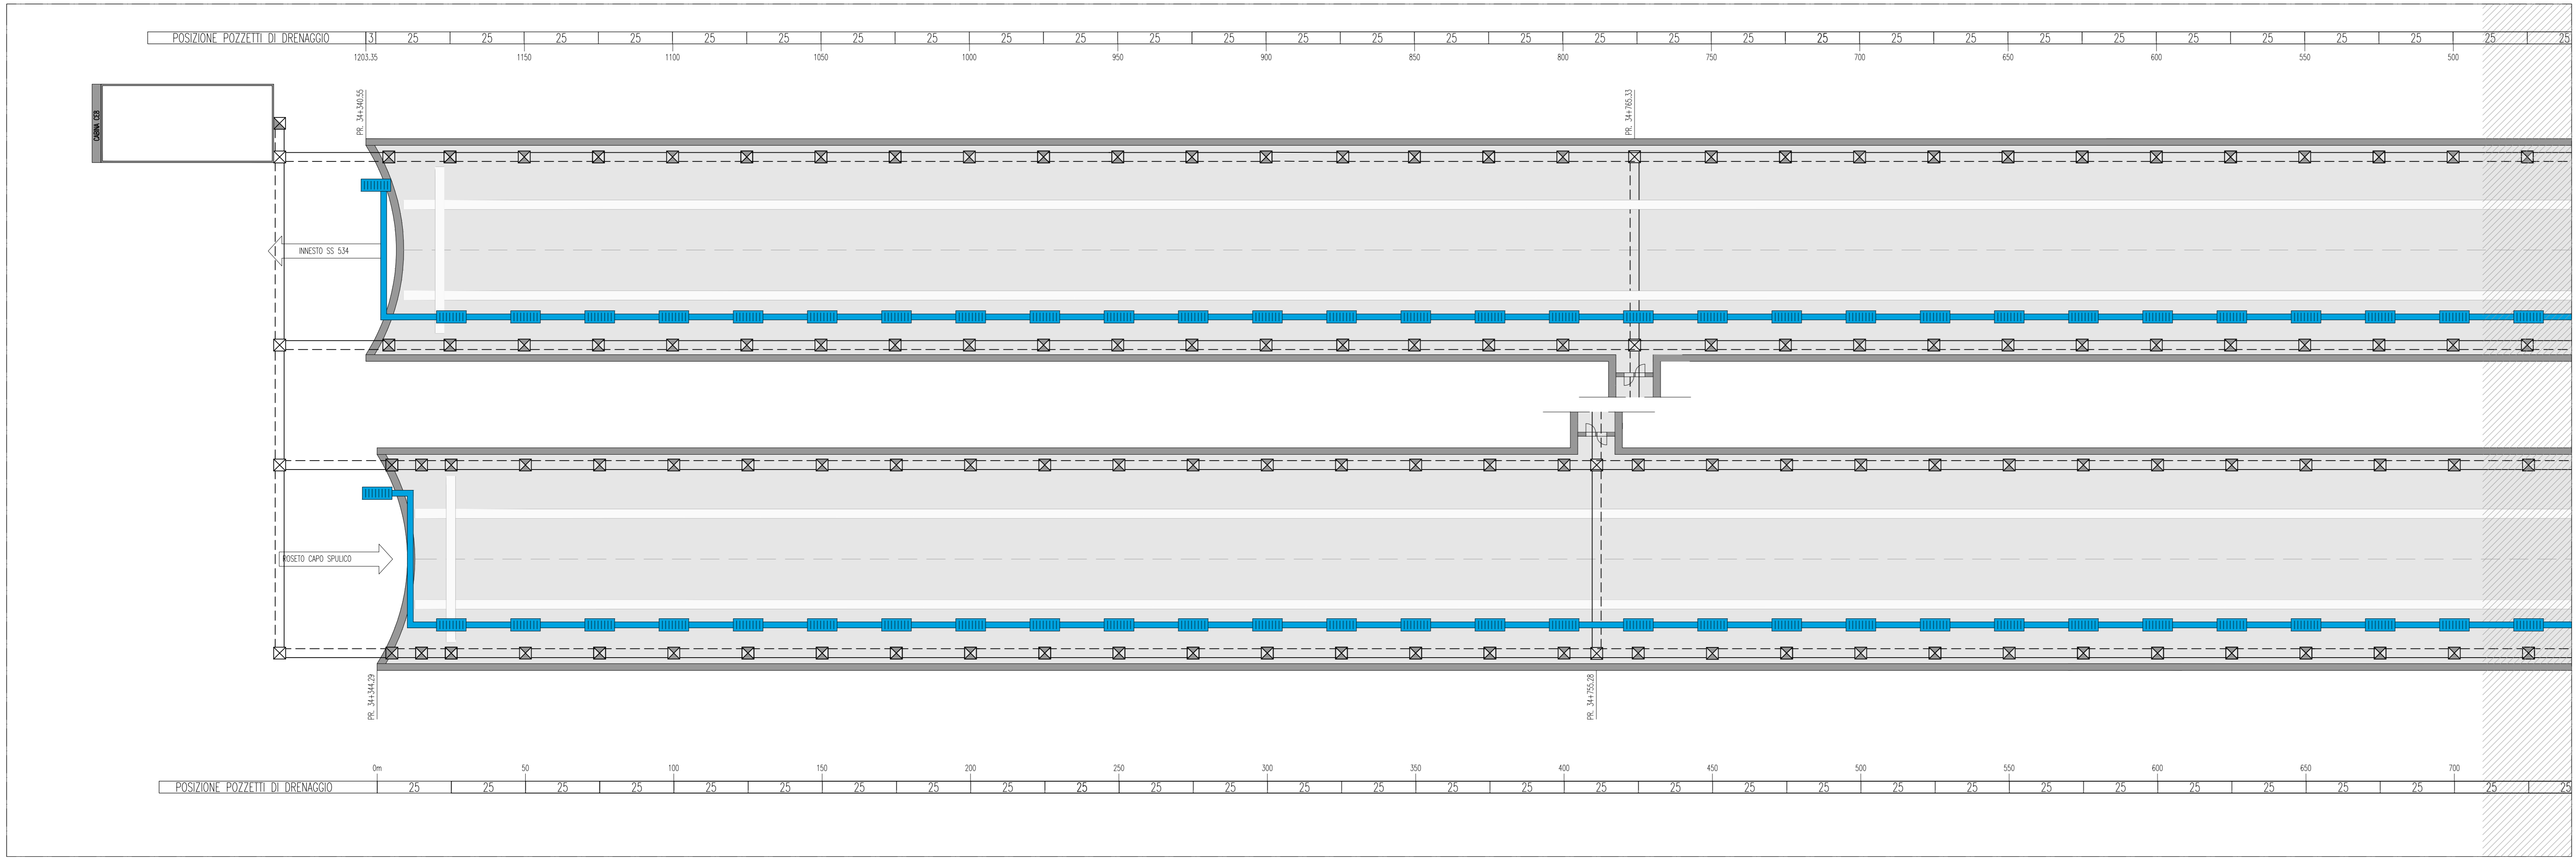 POSIZIONE POZZETTI DI DRENAGGIO 3 25 25 25 25 25 25 25 25 25 25 25 25 25 25 25 25 25 25 25 25 25 25 25 25 25 25 25 25 25 25
1203.35 1150 1100 1050 1000 950 900 850 800 750 700 650 600 550 500
CABINA CEB
PR. 34+340.55
PR. 34+765.33
INNESTO SS 534
ROSETO CAPO SPULICO
PR. 34+344.29
PR. 34+755.28
0m 50 100 150 200 250 300 350 400 450 500 550 600 650 700
POSIZIONE POZZETTI DI DRENAGGIO 25 25 25 25 25 25 25 25 25 25 25 25 25 25 25 25 25 25 25 25 25 25 25 25 25 25 25 25 25 25